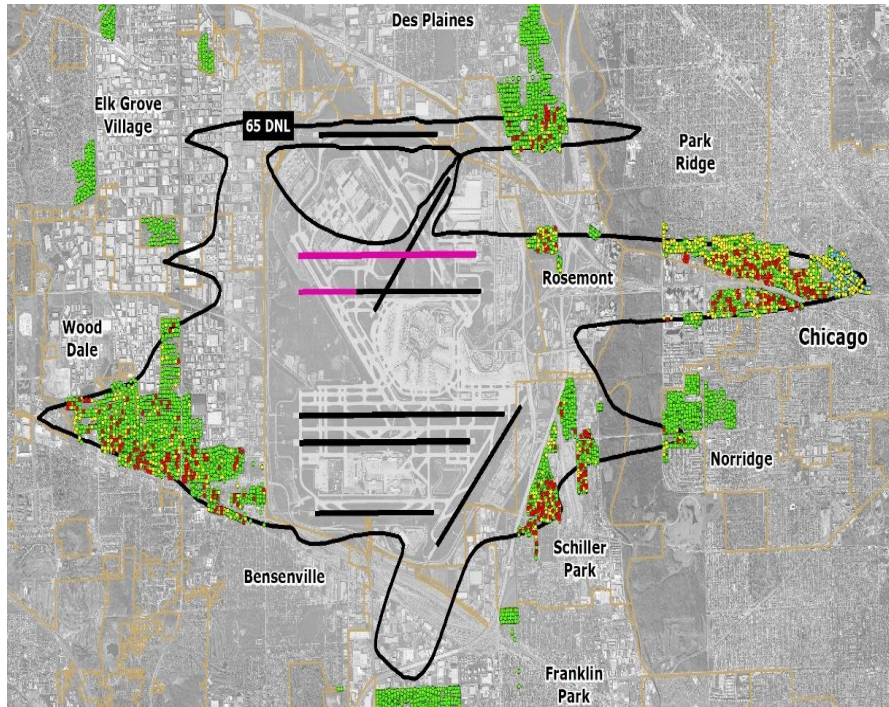 Des Plaines
Elk Grove
Village
65 DNL
Park
Ridge
Rosemont
Wood
Dale
Chicago
Norridge
Schiller
Park
Bensenville
Franklin
Park